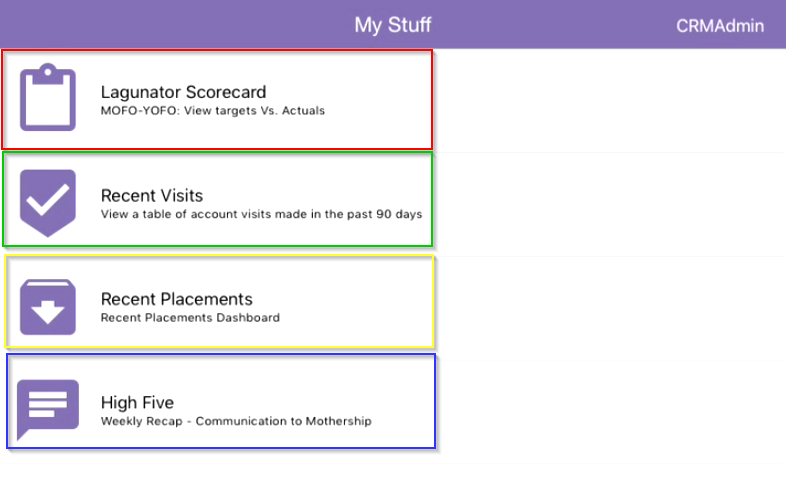 My Stuff
CRMAdmin
Lagunator Scorecard
MOFO-YOFO: View targets Vs. Actuals
Recent Visits
View a table of account visits made in the past 90 days
Recent Placements
Recent Placements Dashboard
High Five
Weekly Recap - Communication to Mothership